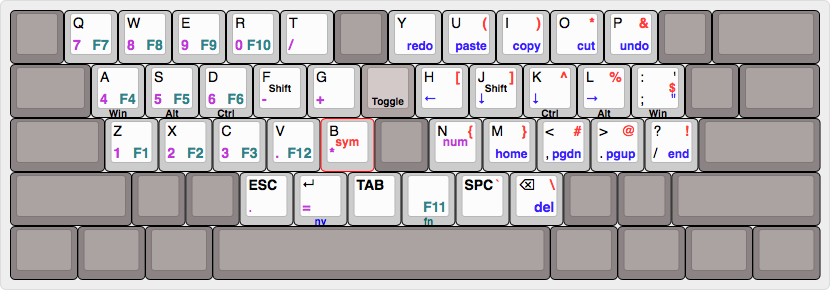 Q W E R T Y U ( I ) O * P &
7 F7 8 F8 9 F9 0 F10 / redo paste copy cut undo
A S D F G H [ J ] K ^ L % : '
Shift Shift $
4 F4 5 F5 6 F6 - + Toggle ← ↓ ↓ → ; "
Win Alt Ctrl Ctrl Alt Win
Z X C V B N { M } < # > @ ? !
sym num
1 F1 2 F2 3 F3 . F12 * home , pgdn . pgup / end
ESC ↵ TAB SPC ` ⌫ \
. = F11 del
nv fn